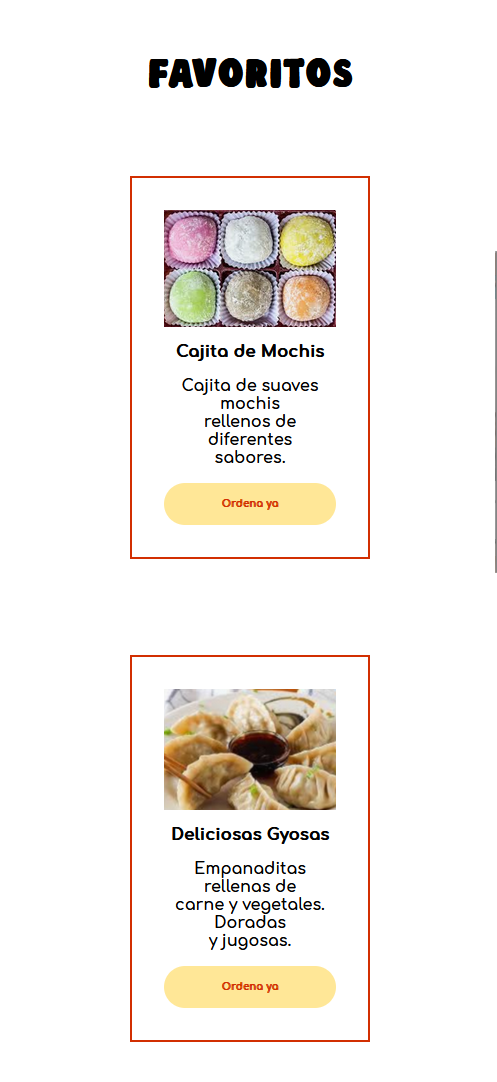 FAVORITOS
Cajita de Mochis
Cajita de suaves
mochis
rellenos de
diferentes
sabores.
Ordena ya
Deliciosas Gyosas
Empanaditas
rellenas de
carne y vegetales.
Doradas
y jugosas.
Ordena ya